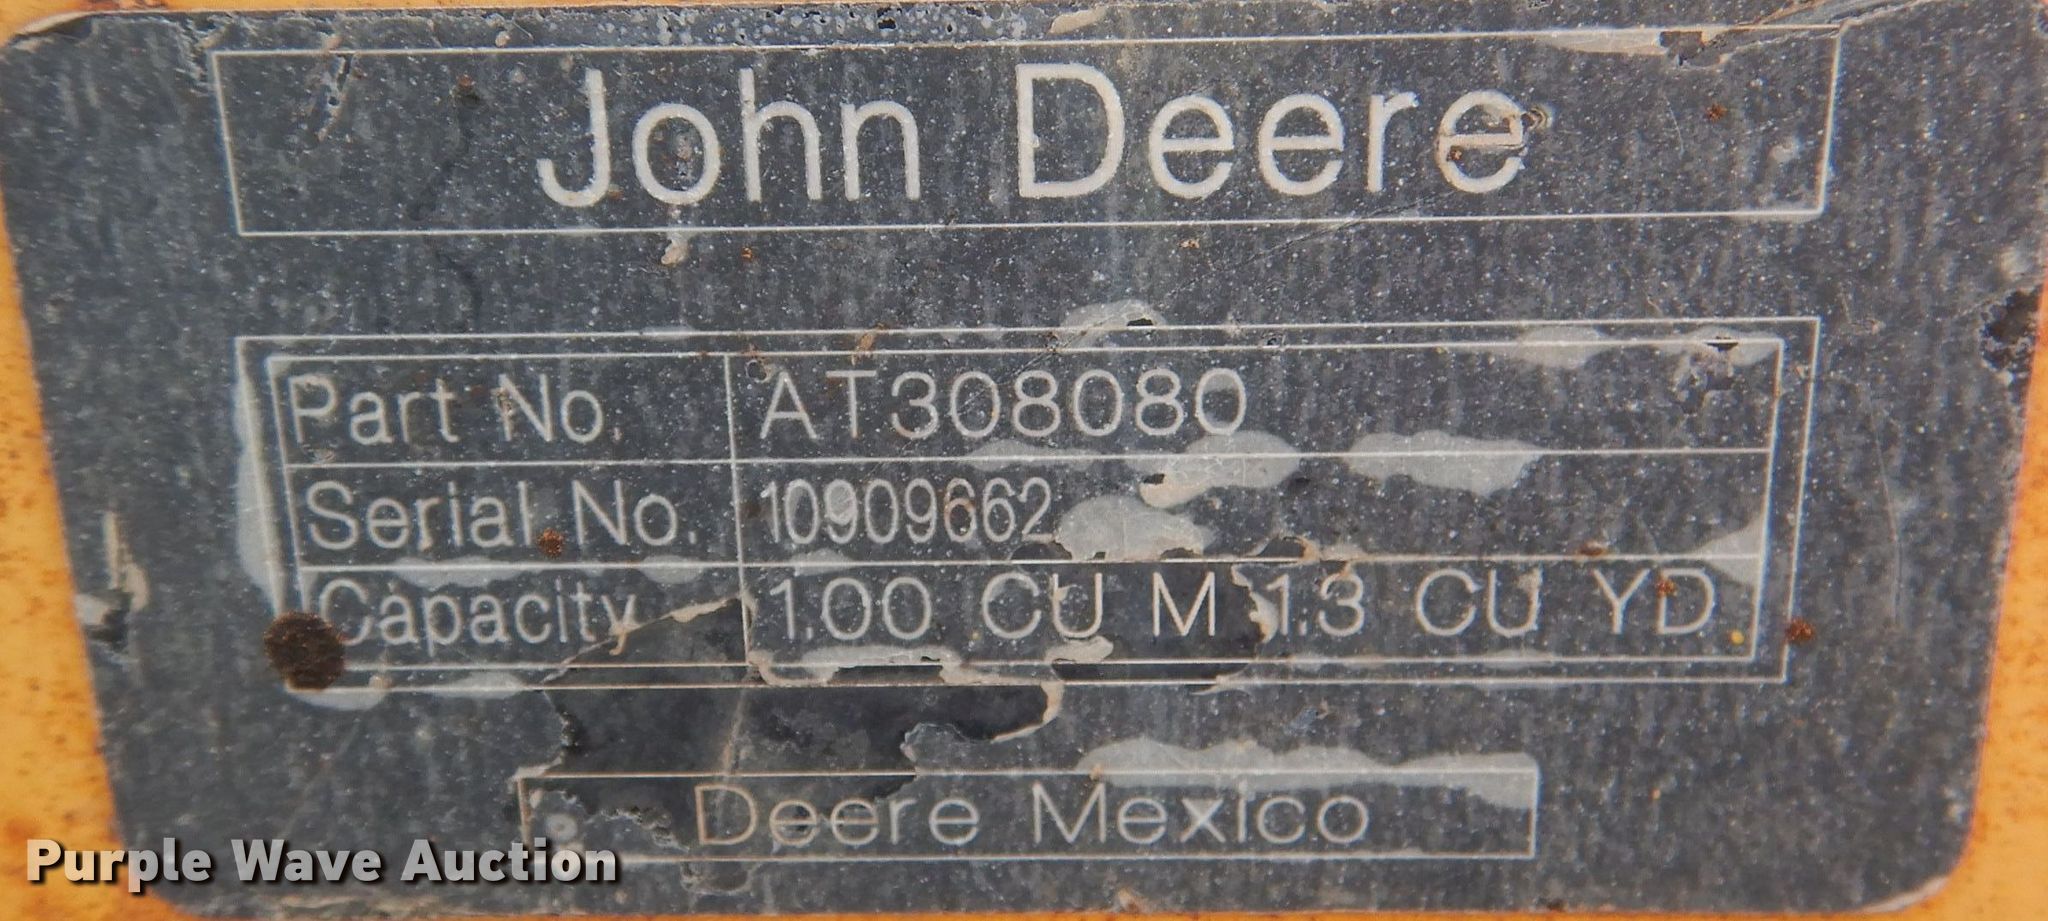 John Deere
Part No. AT308080
Serial No. 10909662
Capacity 1.00 CU M 1.3 CU YD
Deere Mexico
Purple Wave Auction